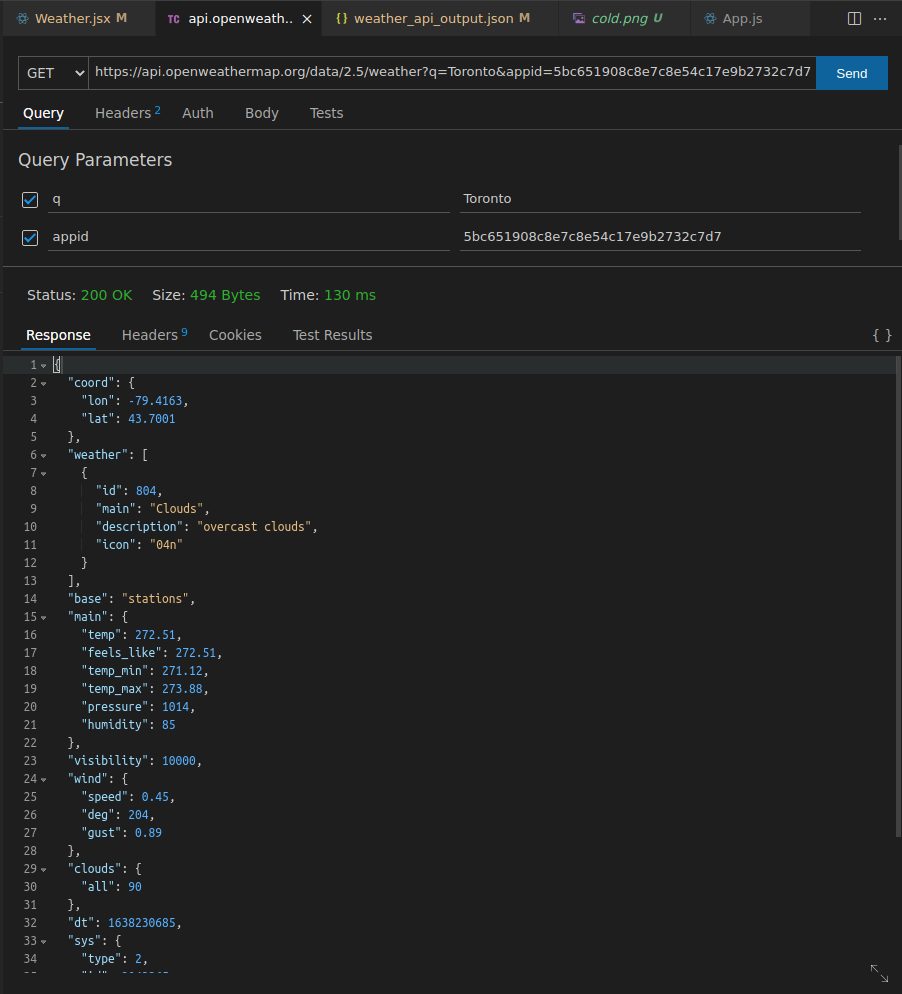 Weather.jsx M
TC api.openweath..
{} weather_api_output.json M
cold.png U
App.js
GET https://api.openweathermap.org/data/2.5/weather?q=Toronto&appid=5bc651908c8e7c8e54c17e9b2732c7d7 Send
Query Headers 2 Auth Body Tests
Query Parameters
q Toronto
appid 5bc651908c8e7c8e54c17e9b2732c7d7
Status: 200 OK Size: 494 Bytes Time: 130 ms
Response Headers 9 Cookies Test Results { }
1 {
2 "coord": {
3 "lon": -79.4163,
4 "lat": 43.7001
5 },
6 "weather": [
7 {
8 "id": 804,
9 "main": "Clouds",
10 "description": "overcast clouds",
11 "icon": "04n"
12 }
13 ],
14 "base": "stations",
15 "main": {
16 "temp": 272.51,
17 "feels_like": 272.51,
18 "temp_min": 271.12,
19 "temp_max": 273.88,
20 "pressure": 1014,
21 "humidity": 85
22 },
23 "visibility": 10000,
24 "wind": {
25 "speed": 0.45,
26 "deg": 204,
27 "gust": 0.89
28 },
29 "clouds": {
30 "all": 90
31 },
32 "dt": 1638230685,
33 "sys": {
34 "type": 2,